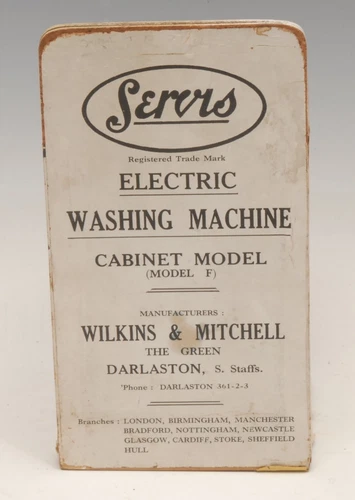 Servis
Registered Trade Mark
ELECTRIC
WASHING MACHINE
CABINET MODEL
(MODEL F)
MANUFACTURERS :
WILKINS & MITCHELL
THE GREEN
DARLASTON, S. Staffs.
'Phone : DARLASTON 361-2-3
Branches : LONDON, BIRMINGHAM, MANCHESTER
BRADFORD, NOTTINGHAM, NEWCASTLE
GLASGOW, CARDIFF, STOKE, SHEFFIELD
HULL